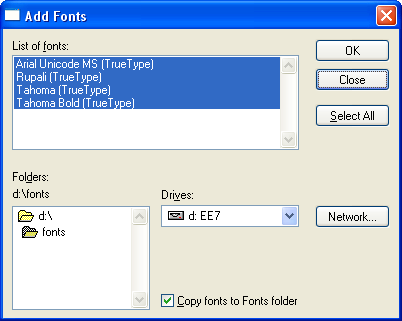 Add Fonts
List of fonts:
Arial Unicode MS (TrueType)
Rupali (TrueType)
Tahoma (TrueType)
Tahoma Bold (TrueType)
OK
Close
Select All
Folders:
d:\fonts
d:\
fonts
Drives:
d: EE7
Network...
Copy fonts to Fonts folder